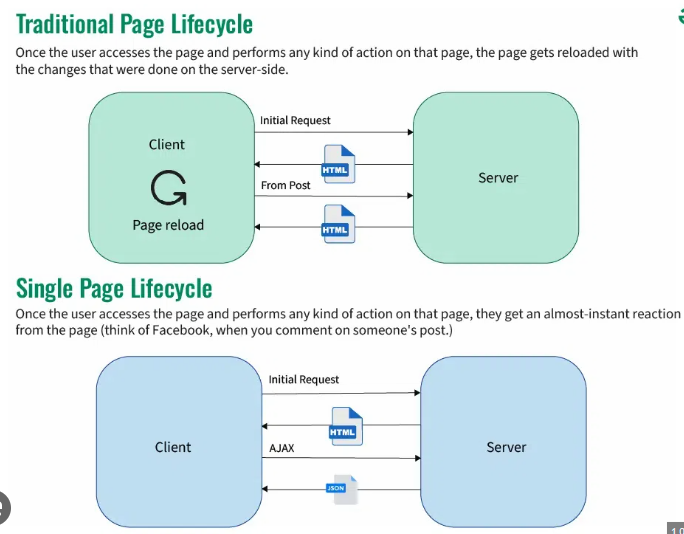 Traditional Page Lifecycle
Once the user accesses the page and performs any kind of action on that page, the page gets reloaded with
the changes that were done on the server-side.
Initial Request
Client
HTML
Server
From Post
Page reload
HTML
Single Page Lifecycle
Once the user accesses the page and performs any kind of action on that page, they get an almost-instant reaction
from the page (think of Facebook, when you comment on someone's post.)
Initial Request
HTML
Client
AJAX
Server
JSON